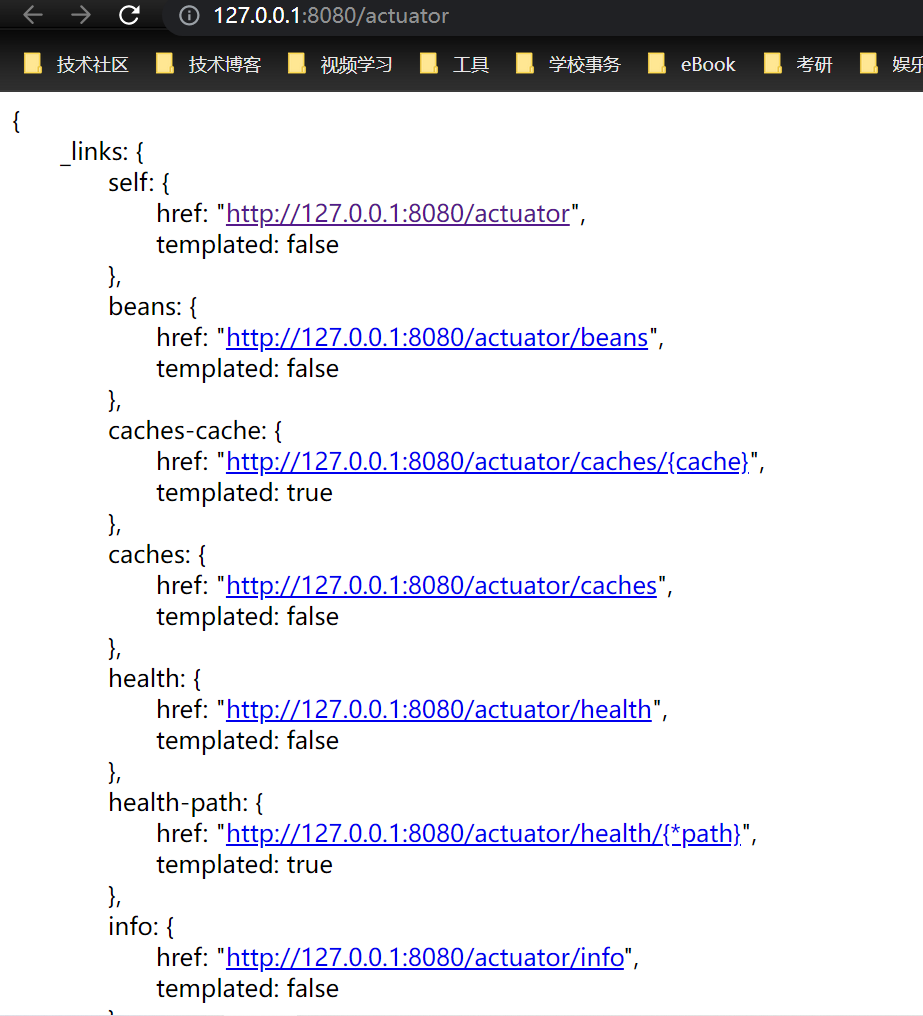 127.0.0.1:8080/actuator
技术社区 技术博客 视频学习 工具 学校事务 eBook 考研 娱乐
{
_links: {
self: {
href: "http://127.0.0.1:8080/actuator",
templated: false
},
beans: {
href: "http://127.0.0.1:8080/actuator/beans",
templated: false
},
caches-cache: {
href: "http://127.0.0.1:8080/actuator/caches/{cache}",
templated: true
},
caches: {
href: "http://127.0.0.1:8080/actuator/caches",
templated: false
},
health: {
href: "http://127.0.0.1:8080/actuator/health",
templated: false
},
health-path: {
href: "http://127.0.0.1:8080/actuator/health/{*path}",
templated: true
},
info: {
href: "http://127.0.0.1:8080/actuator/info",
templated: false